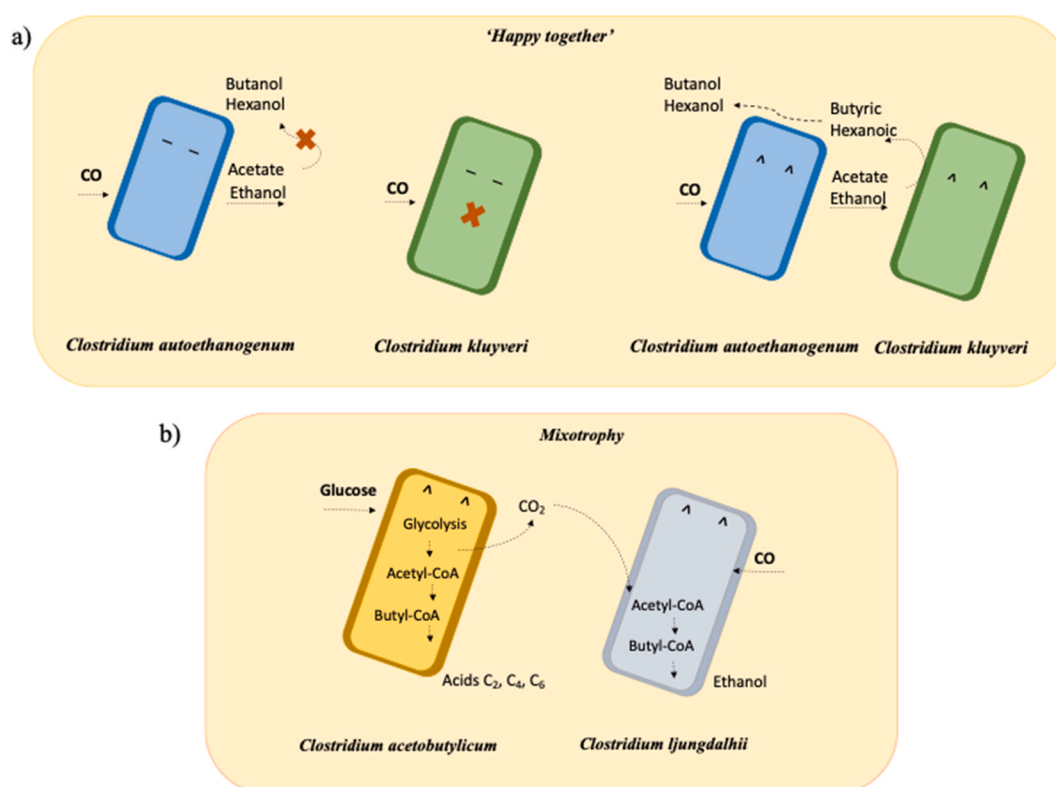 a)
'Happy together'
Butanol
Hexanol
CO
Acetate
Ethanol
Clostridium autoethanogenum
CO
Clostridium kluyveri
Butanol
Hexanol
Butyric
Hexanoic
CO
Acetate
Ethanol
Clostridium autoethanogenum
Clostridium kluyveri
b)
Mixotrophy
Glucose
Glycolysis
Acetyl-CoA
Butyl-CoA
Acids C₂, C₄, C₆
CO₂
Clostridium acetobutylicum
CO
Acetyl-CoA
Butyl-CoA
Ethanol
Clostridium ljungdalhii